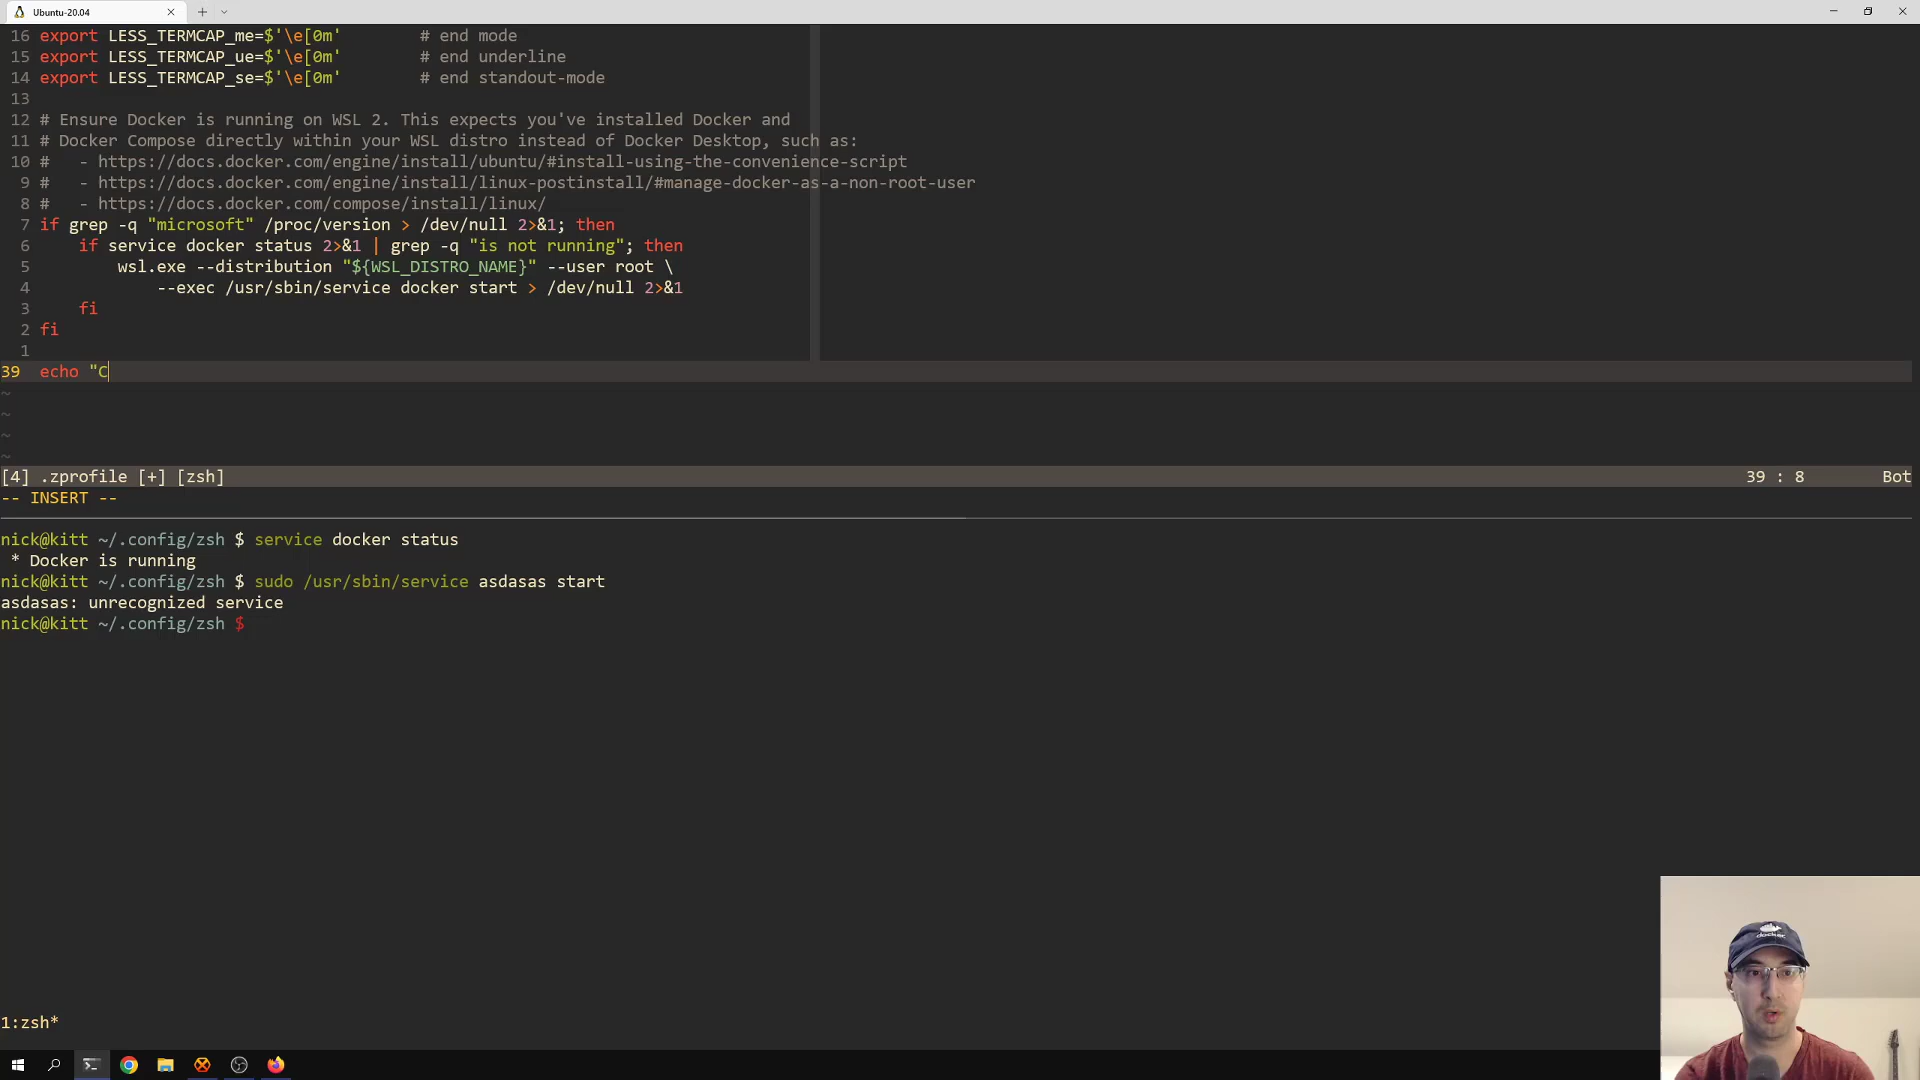 Ubuntu-20.04
16 export LESS_TERMCAP_me=$'\e[0m' # end mode
15 export LESS_TERMCAP_ue=$'\e[0m' # end underline
14 export LESS_TERMCAP_se=$'\e[0m' # end standout-mode
13
12 # Ensure Docker is running on WSL 2. This expects you've installed Docker and
11 # Docker Compose directly within your WSL distro instead of Docker Desktop, such as:
10 # - https://docs.docker.com/engine/install/ubuntu/#install-using-the-convenience-script
9 # - https://docs.docker.com/engine/install/linux-postinstall/#manage-docker-as-a-non-root-user
8 # - https://docs.docker.com/compose/install/linux/
7 if grep -q "microsoft" /proc/version > /dev/null 2>&1; then
6 if service docker status 2>&1 | grep -q "is not running"; then
5 wsl.exe --distribution "${WSL_DISTRO_NAME}" --user root \
4 --exec /usr/sbin/service docker start > /dev/null 2>&1
3 fi
2 fi
1
39 echo "C
~
~
~
~
[4] .zprofile [+] [zsh] 39 : 8 Bot
-- INSERT --
nick@kitt ~/.config/zsh $ service docker status
* Docker is running
nick@kitt ~/.config/zsh $ sudo /usr/sbin/service asdasas start
asdasas: unrecognized service
nick@kitt ~/.config/zsh $
docker
1:zsh*